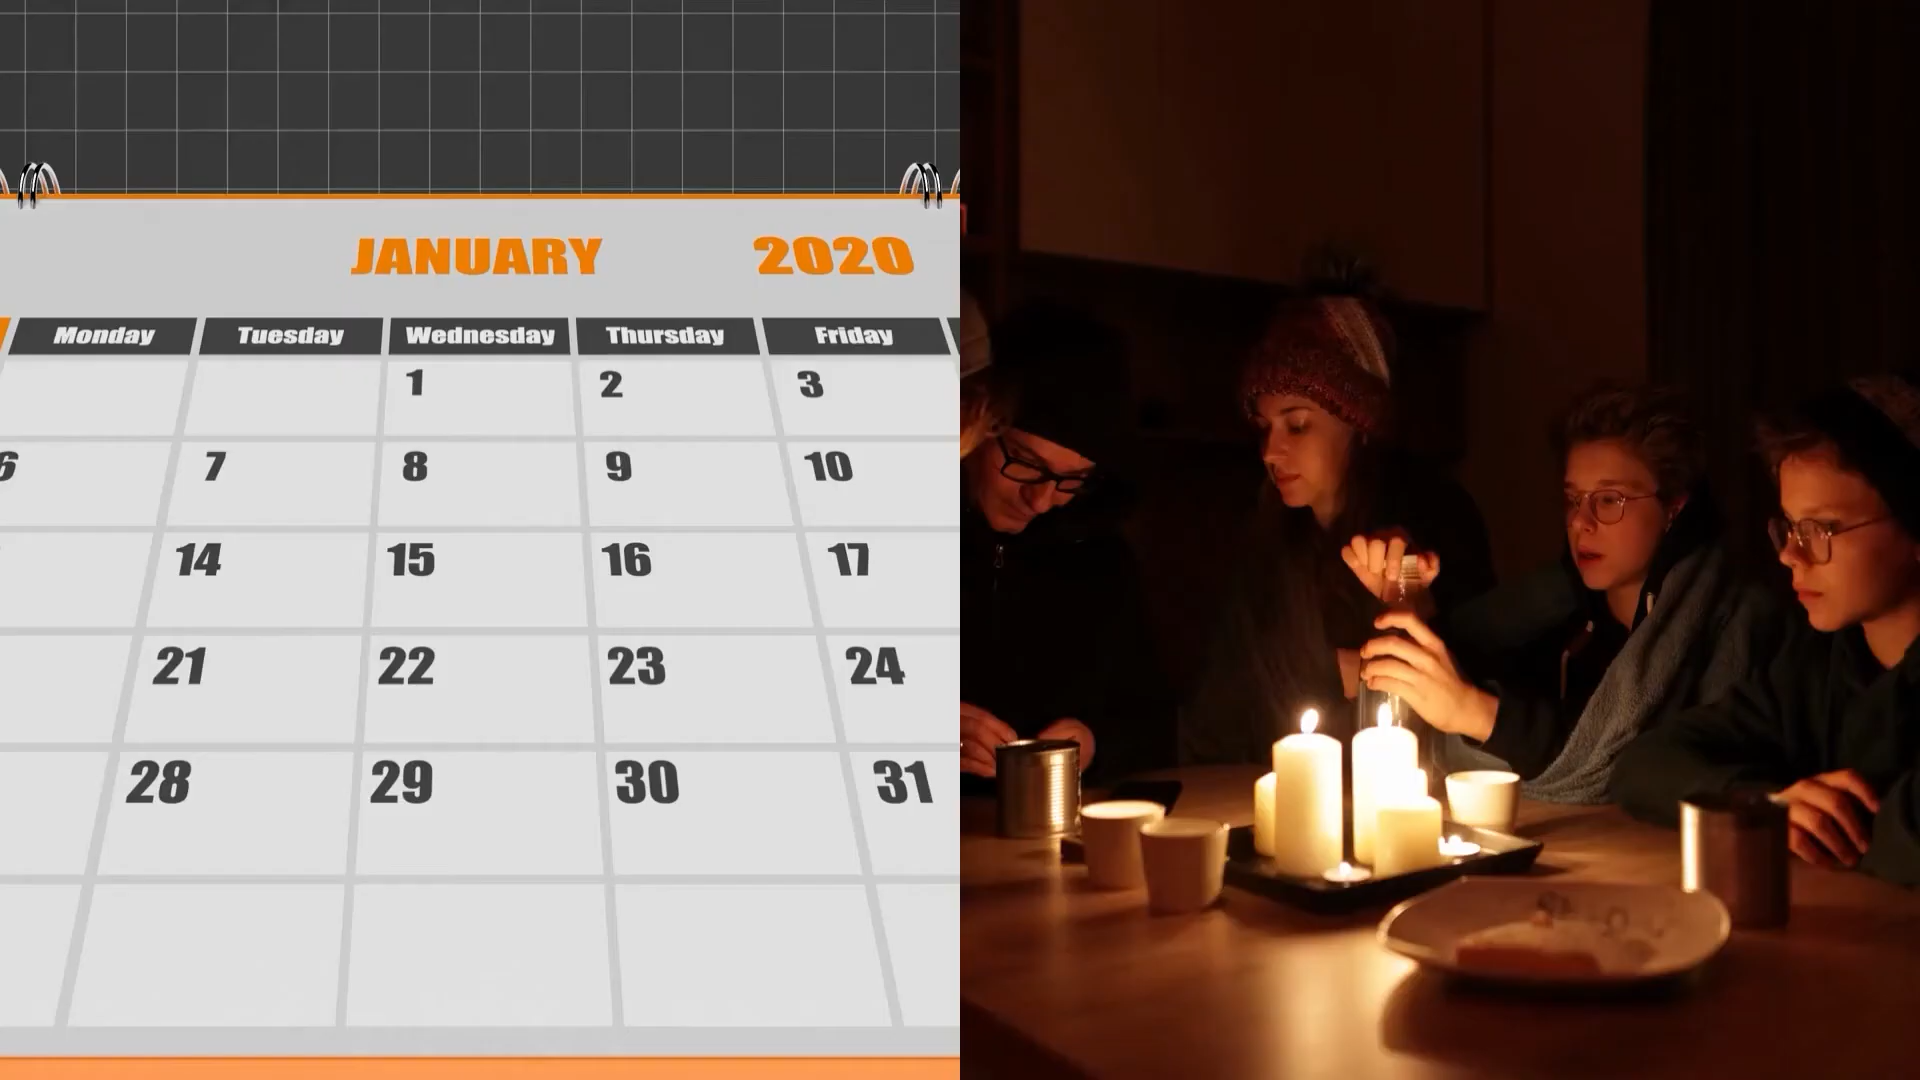 JANUARY 2020
Monday Tuesday Wednesday Thursday Friday
1 2 3
6 7 8 9 10
14 15 16 17
21 22 23 24
28 29 30 31